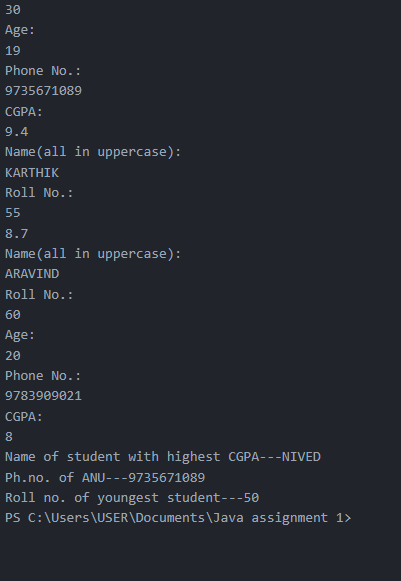 30
Age:
19
Phone No.:
9735671089
CGPA:
9.4
Name(all in uppercase):
KARTHIK
Roll No.:
55
8.7
Name(all in uppercase):
ARAVIND
Roll No.:
60
Age:
20
Phone No.:
9783909021
CGPA:
8
Name of student with highest CGPA---NIVED
Ph.no. of ANU---9735671089
Roll no. of youngest student---50
PS C:\Users\USER\Documents\Java assignment 1>